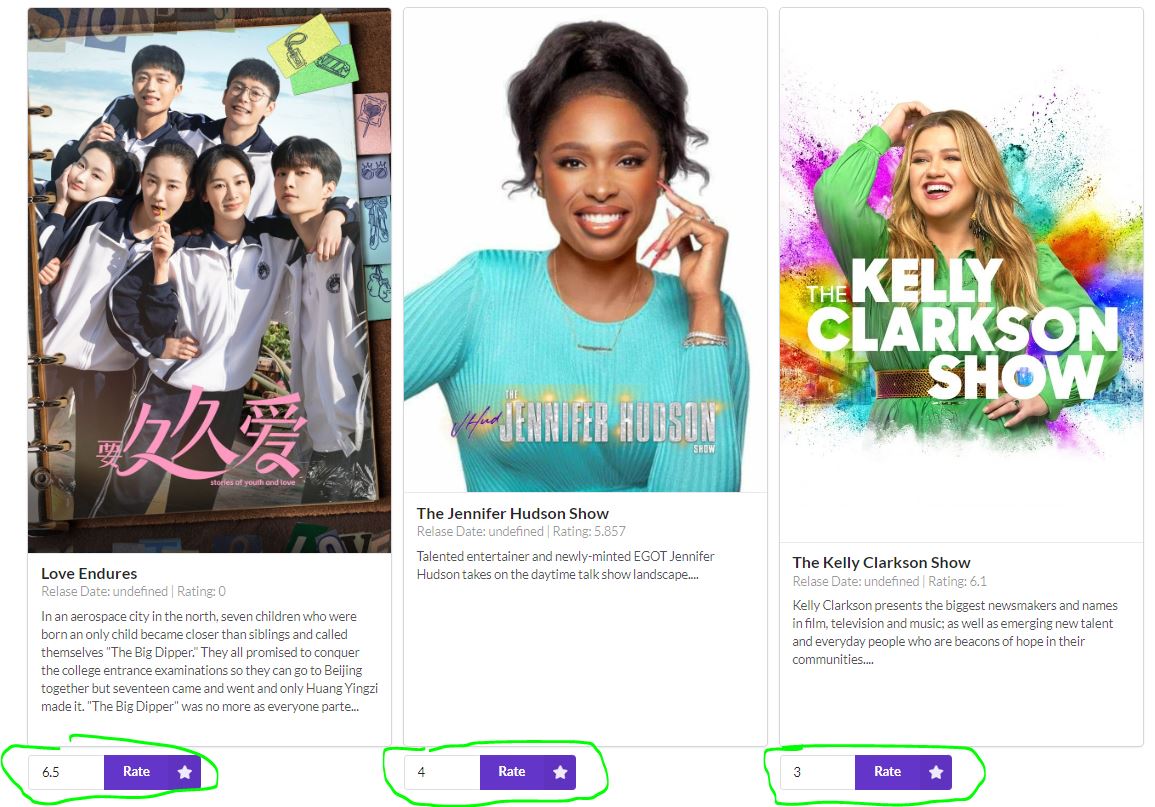 要久久爱
stories of youth and love
Love Endures
Relase Date: undefined | Rating: 0
In an aerospace city in the north, seven children who were
born an only child became closer than siblings and called
themselves "The Big Dipper." They all promised to conquer
the college entrance examinations so they can go to Beijing
together but seventeen came and went and only Huang Yingzi
made it. "The Big Dipper" was no more as everyone parte...
6.5
Rate
THE
JHud
JENNIFER HUDSON
SHOW
The Jennifer Hudson Show
Relase Date: undefined | Rating: 5.857
Talented entertainer and newly-minted EGOT Jennifer
Hudson takes on the daytime talk show landscape....
4
Rate
THE KELLY
CLARKSON
SHOW
The Kelly Clarkson Show
Relase Date: undefined | Rating: 6.1
Kelly Clarkson presents the biggest newsmakers and names
in film, television and music; as well as emerging new talent
and everyday people who are beacons of hope in their
communities....
3
Rate